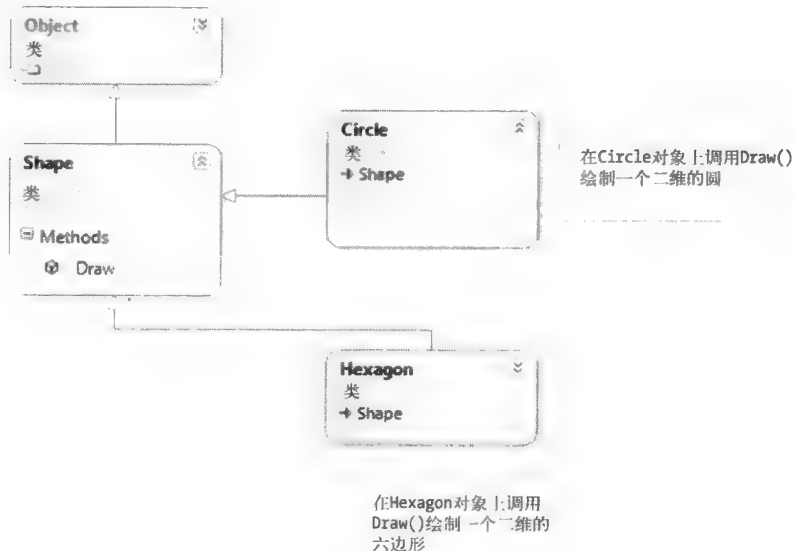 Object
类
Shape
类
Methods
Draw
Circle
类
Shape
在Circle对象上调用Draw()
绘制一个二维的圆
Hexagon
类
Shape
在Hexagon对象上调用
Draw()绘制一个二维的
六边形